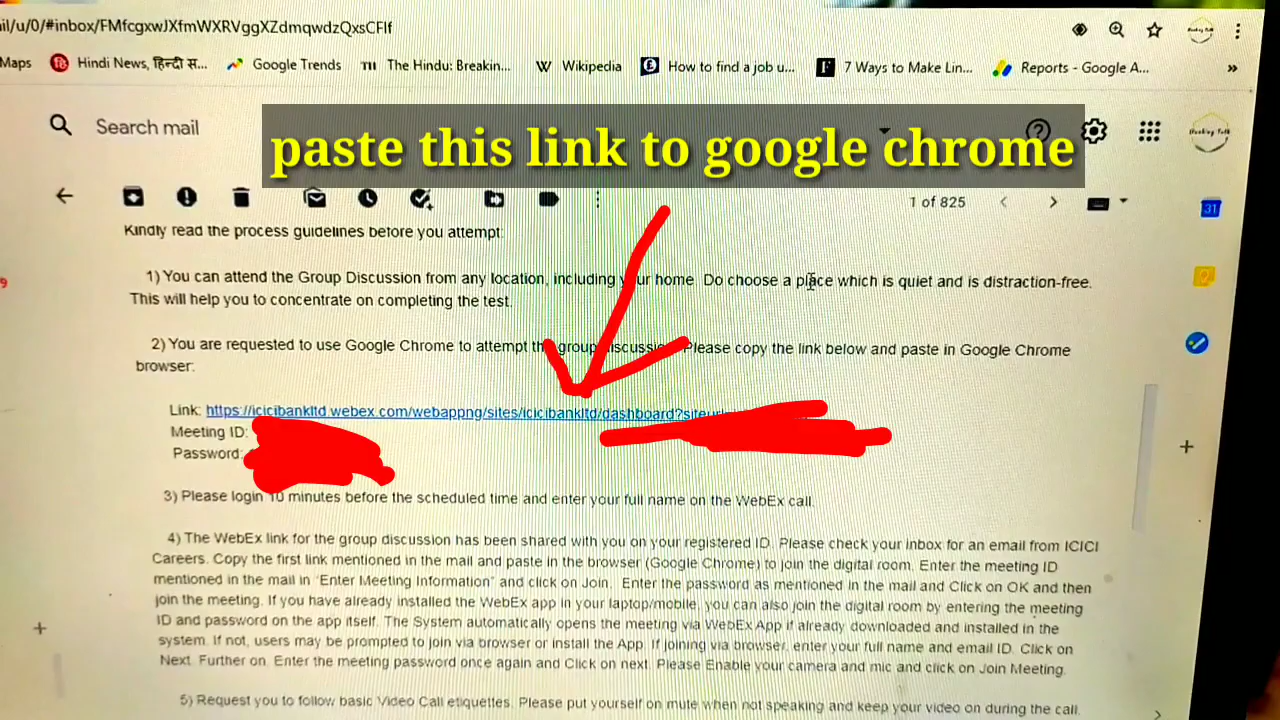 ail/u/0/#inbox/FMfcgxwJXfmWXRVggXZdmqwdzQxsCFlf
Maps Hindi News, हिन्दी स... Google Trends TH The Hindu: Breakin... W Wikipedia How to find a job u... F 7 Ways to Make Lin... Reports - Google A... »
Search mail
paste this link to google chrome
1 of 825
31
Kindly read the process guidelines before you attempt:
1) You can attend the Group Discussion from any location, including your home. Do choose a place which is quiet and is distraction-free.
This will help you to concentrate on completing the test.
2) You are requested to use Google Chrome to attempt the group discussion. Please copy the link below and paste in Google Chrome
browser:
Link: https://icicibankltd.webex.com/webappng/sites/icicibankltd/dashboard?siteurl
Meeting ID:
Password:
3) Please login 10 minutes before the scheduled time and enter your full name on the WebEx call.
4) The WebEx link for the group discussion has been shared with you on your registered ID. Please check your inbox for an email from ICICI
Careers. Copy the first link mentioned in the mail and paste in the browser (Google Chrome) to join the digital room. Enter the meeting ID
mentioned in the mail in "Enter Meeting Information" and click on Join. Enter the password as mentioned in the mail and Click on OK and then
join the meeting. If you have already installed the WebEx app in your laptop/mobile, you can also join the digital room by entering the meeting
ID and password on the app itself. The System automatically opens the meeting via WebEx App if already downloaded and installed in the
system. If not, users may be prompted to join via browser or install the App. If joining via browser, enter your full name and email ID. Click on
Next. Further on. Enter the meeting password once again and Click on next. Please Enable your camera and mic and click on Join Meeting.
5) Request you to follow basic Video Call etiquettes. Please put yourself on mute when not speaking and keep your video on during the call.